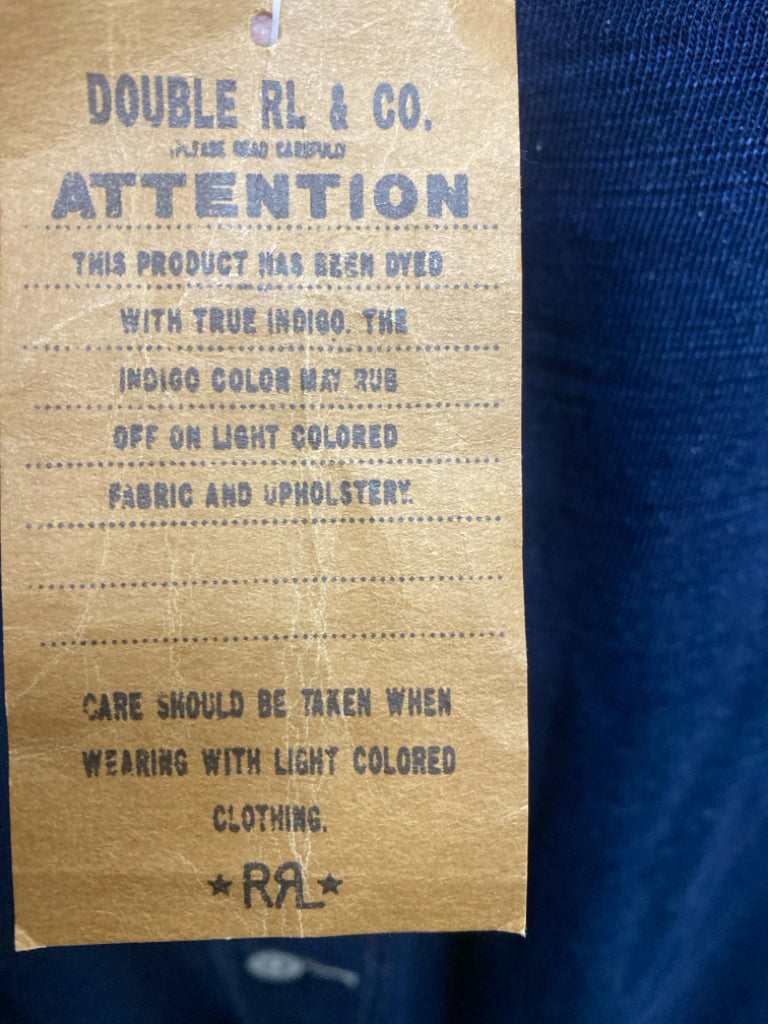 DOUBLE RL & CO.
(PLEASE READ CAREFULLY)
ATTENTION
THIS PRODUCT HAS BEEN DYED
WITH TRUE INDIGO. THE
INDIGO COLOR MAY RUB
OFF ON LIGHT COLORED
FABRIC AND UPHOLSTERY.
CARE SHOULD BE TAKEN WHEN
WEARING WITH LIGHT COLORED
CLOTHING.
★RRL★